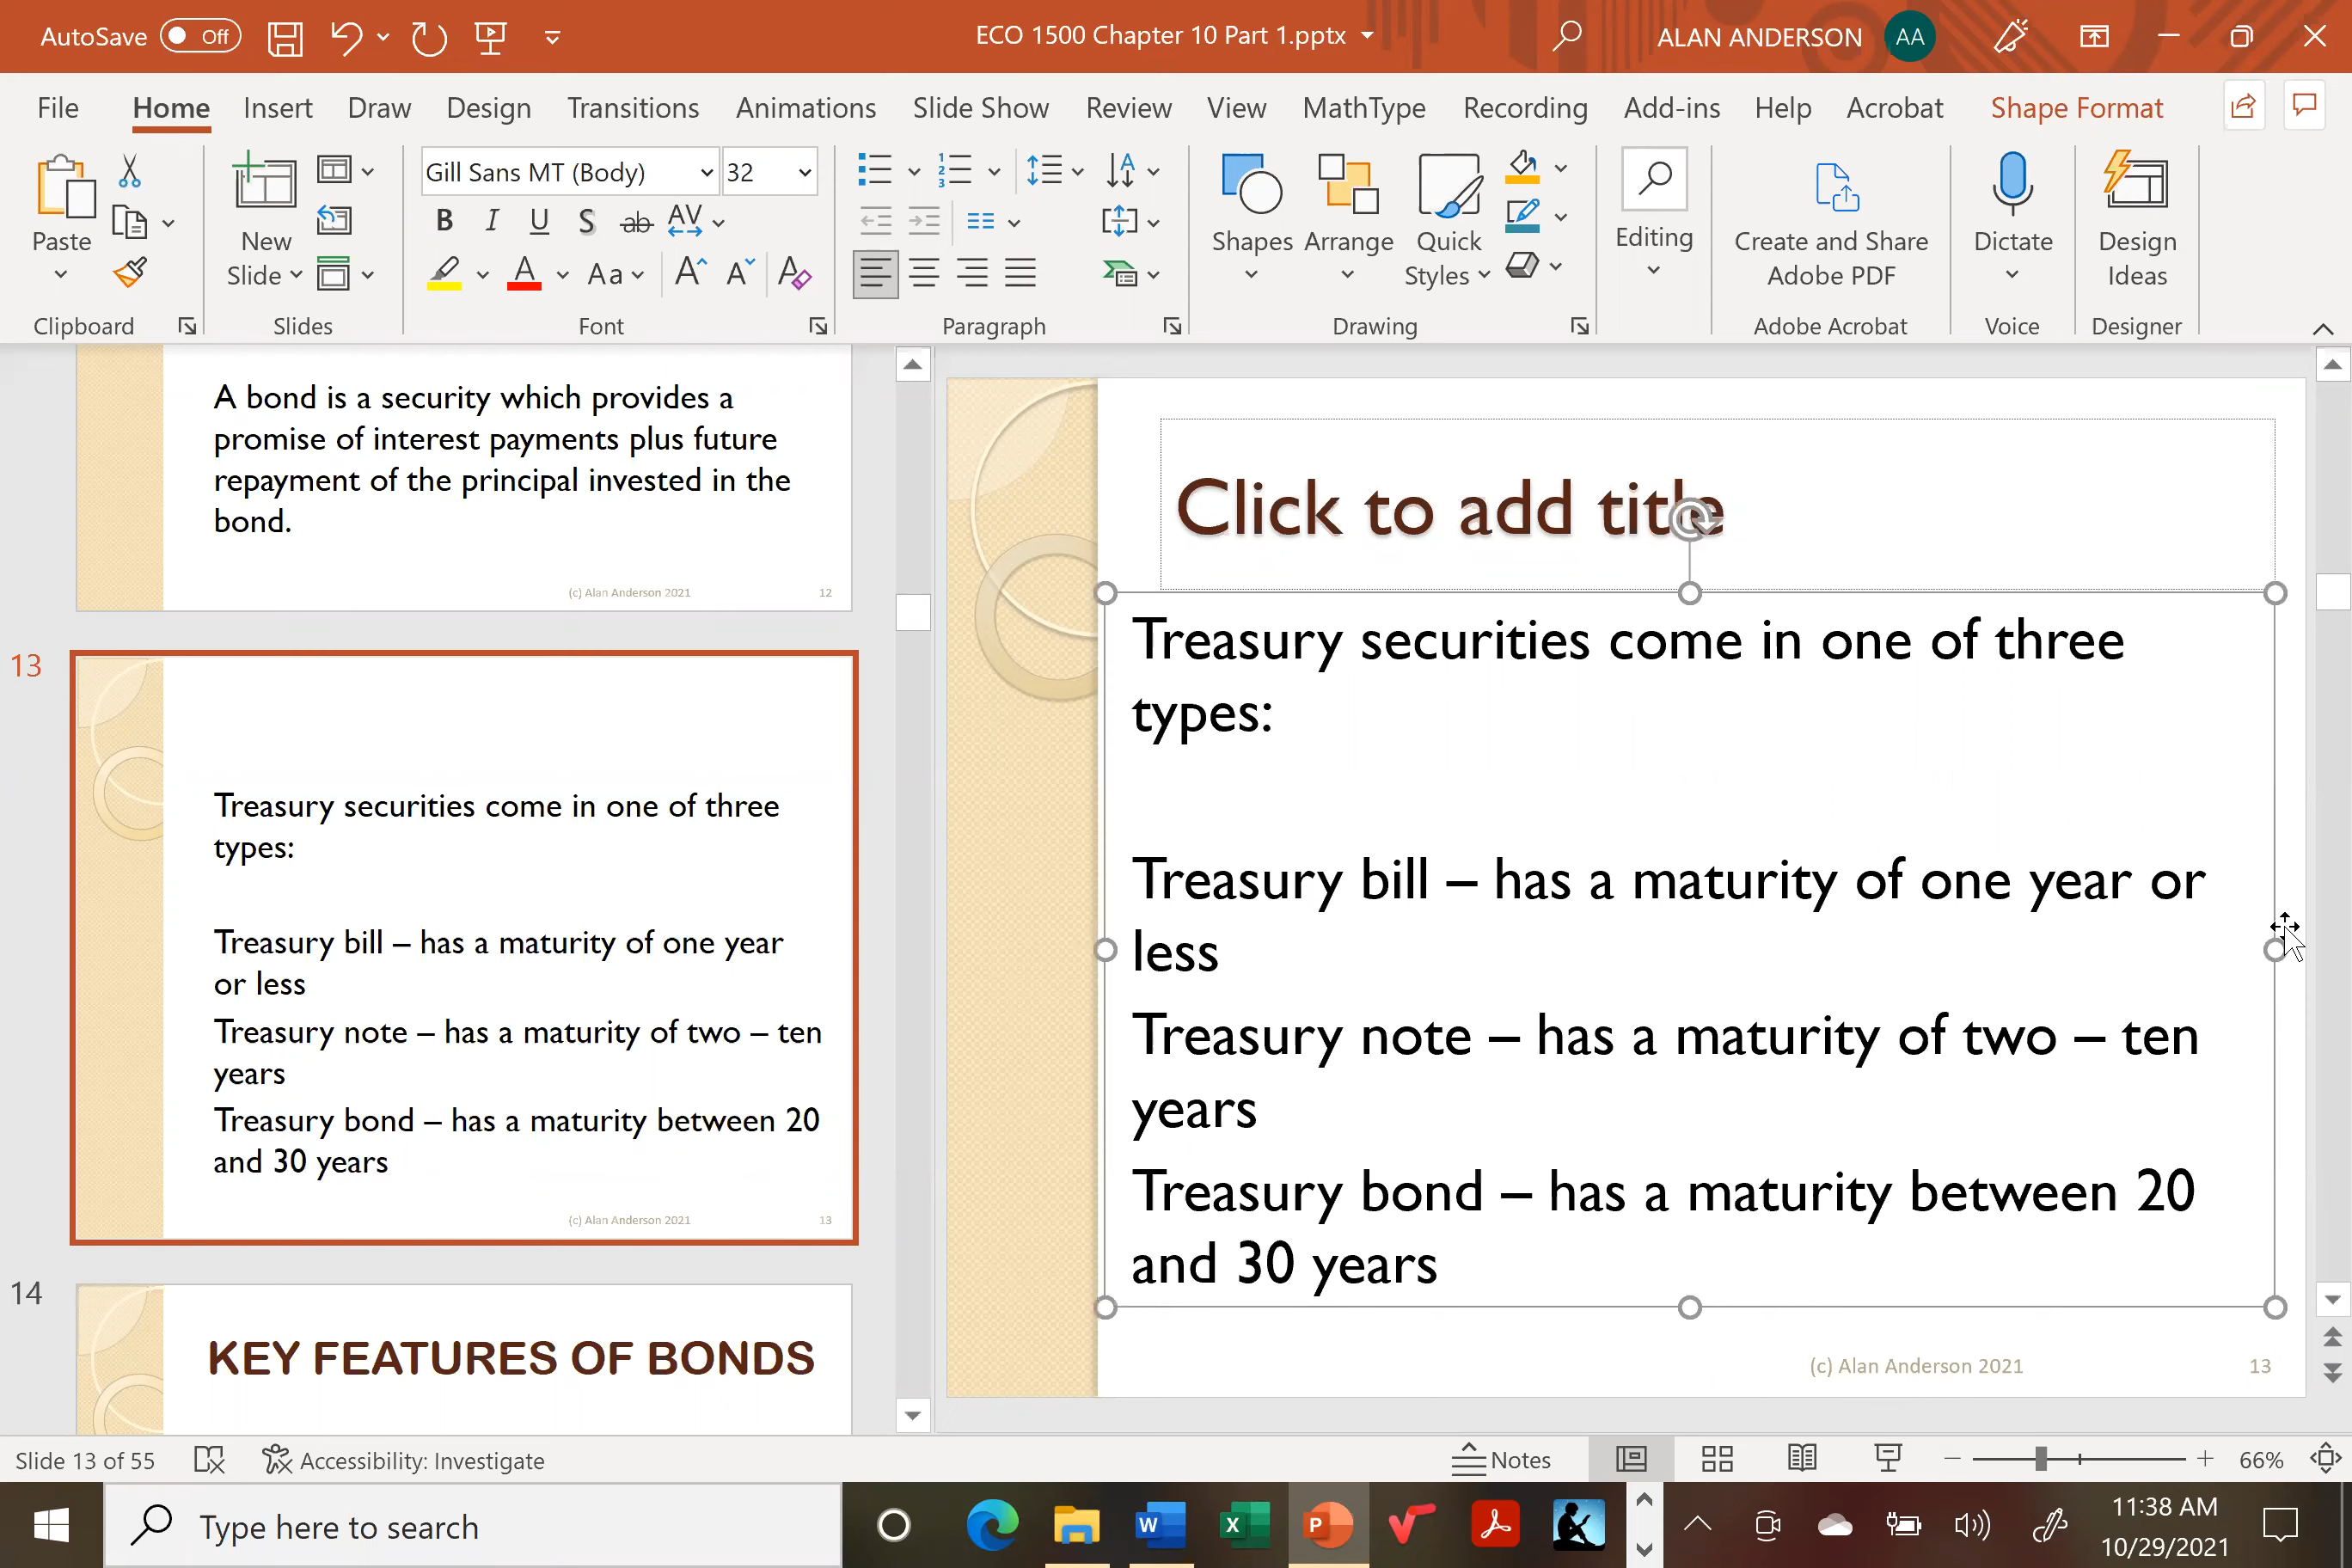 AutoSave Off
ECO 1500 Chapter 10 Part 1.pptx
ALAN ANDERSON AA
File Home Insert Draw Design Transitions Animations Slide Show Review View MathType Recording Add-ins Help Acrobat Shape Format
Paste
Clipboard
New
Slide
Slides
Gill Sans MT (Body) 32
B I U S ab AV
A Aa A A A
Font
1
2
3
A
Paragraph
Shapes
Arrange
Quick
Styles
Drawing
Editing
Create and Share
Adobe PDF
Adobe Acrobat
Dictate
Voice
Design
Ideas
Designer
A bond is a security which provides a
promise of interest payments plus future
repayment of the principal invested in the
bond.
(c) Alan Anderson 2021 12
13
Treasury securities come in one of three
types:
Treasury bill – has a maturity of one year
or less
Treasury note – has a maturity of two – ten
years
Treasury bond – has a maturity between 20
and 30 years
(c) Alan Anderson 2021 13
14
KEY FEATURES OF BONDS
Click to add title
Treasury securities come in one of three
types:
Treasury bill – has a maturity of one year or
less
Treasury note – has a maturity of two – ten
years
Treasury bond – has a maturity between 20
and 30 years
(c) Alan Anderson 2021 13
Slide 13 of 55 Accessibility: Investigate Notes 66%
Type here to search
W X P
11:38 AM
10/29/2021